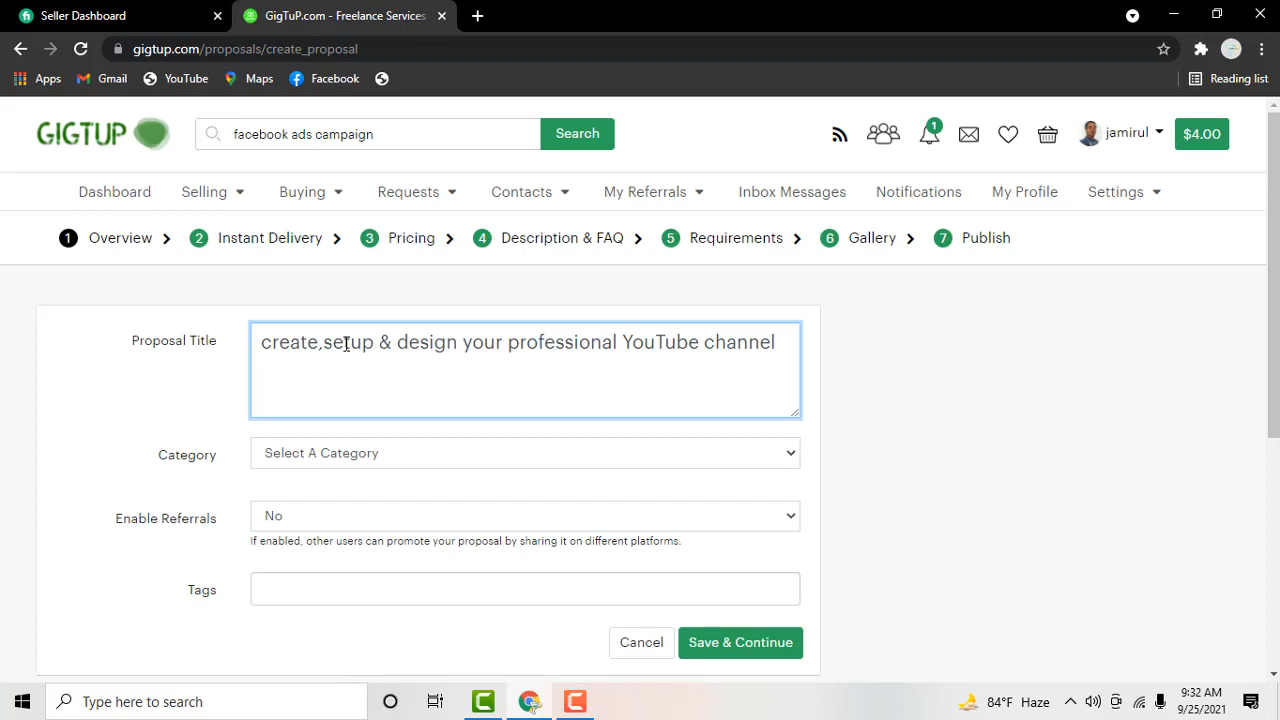 Seller Dashboard
GigTuP.com - Freelance Services
gigtup.com/proposals/create_proposal
Apps
Gmail
YouTube
Maps
Facebook
Reading list
GIGTUP
facebook ads campaign
Search
1
jamirul
$4.00
Dashboard
Selling
Buying
Requests
Contacts
My Referrals
Inbox Messages
Notifications
My Profile
Settings
1 Overview
2 Instant Delivery
3 Pricing
4 Description & FAQ
5 Requirements
6 Gallery
7 Publish
Proposal Title
create,setup & design your professional YouTube channel
Category
Select A Category
Enable Referrals
No
If enabled, other users can promote your proposal by sharing it on different platforms.
Tags
Cancel
Save & Continue
Type here to search
84°F Haze
9:32 AM
9/25/2021